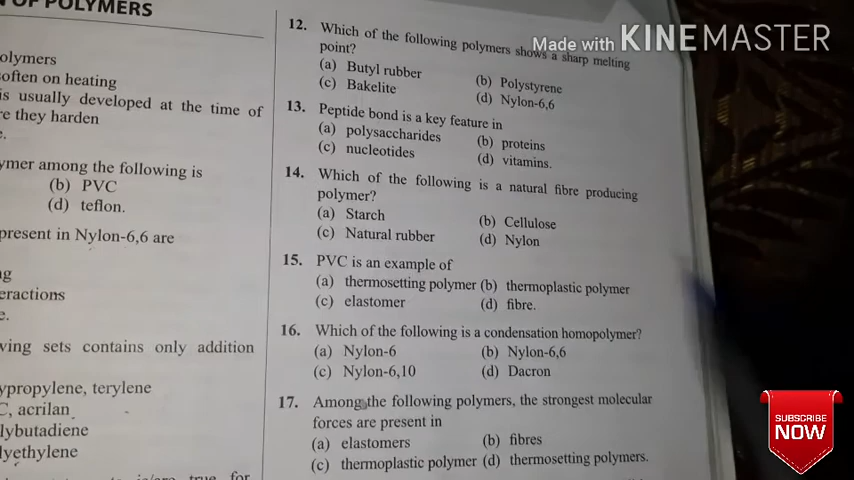 OF POLYMERS
olymers
soften on heating
is usually developed at the time of
re they harden
e.
ymer among the following is
(b) PVC
(d) teflon.
present in Nylon-6,6 are
ng
eractions
e.
ving sets contains only addition
ypropylene, terylene
C, acrilan
lybutadiene
lyethylene
true for
12. Which of the following polymers shows a sharp melting
point?
(a) Butyl rubber (b) Polystyrene
(c) Bakelite (d) Nylon-6,6
13. Peptide bond is a key feature in
(a) polysaccharides (b) proteins
(c) nucleotides (d) vitamins.
14. Which of the following is a natural fibre producing
polymer?
(a) Starch (b) Cellulose
(c) Natural rubber (d) Nylon
15. PVC is an example of
(a) thermosetting polymer (b) thermoplastic polymer
(c) elastomer (d) fibre.
16. Which of the following is a condensation homopolymer?
(a) Nylon-6 (b) Nylon-6,6
(c) Nylon-6,10 (d) Dacron
17. Among the following polymers, the strongest molecular
forces are present in
(a) elastomers (b) fibres
(c) thermoplastic polymer (d) thermosetting polymers.
Made with KINEMASTER
SUBSCRIBE
NOW